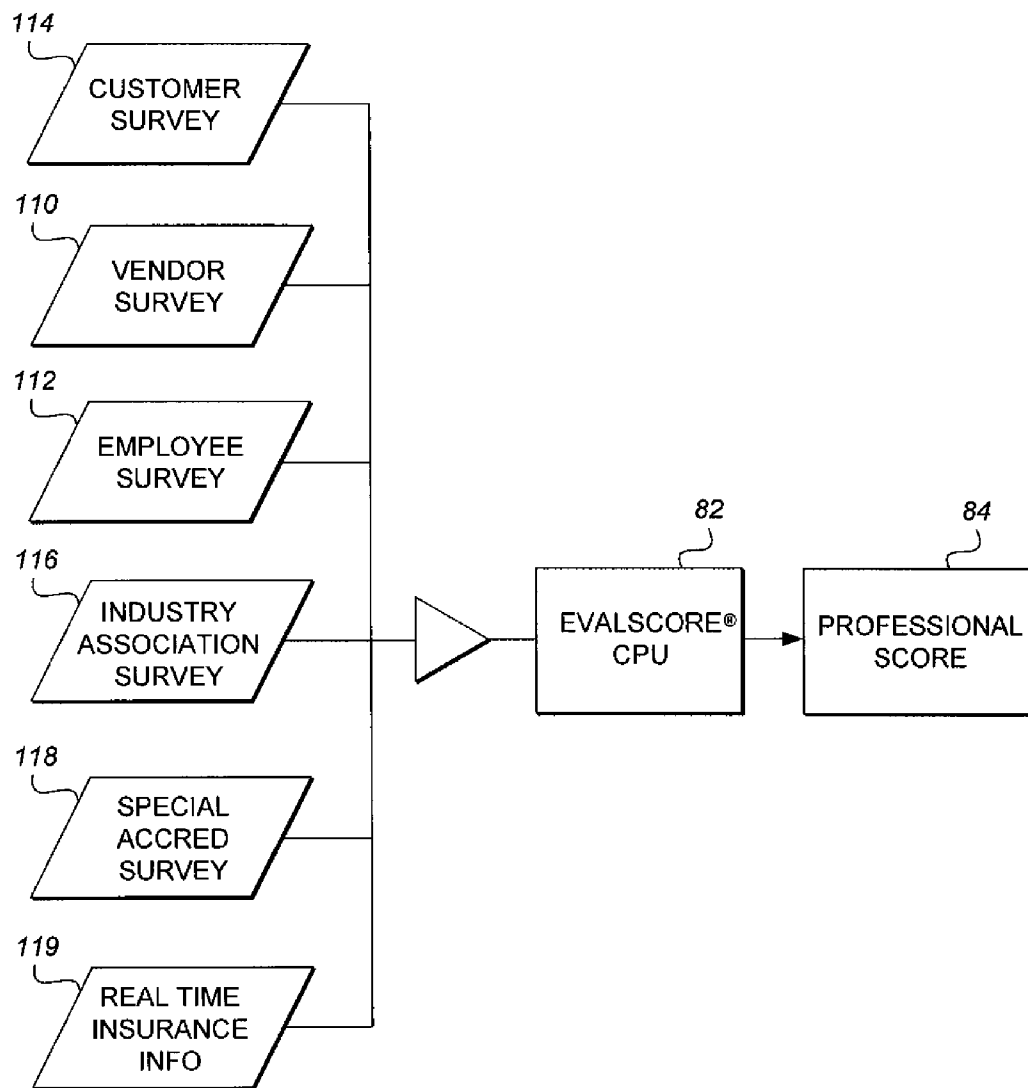 114
CUSTOMER
SURVEY
110
VENDOR
SURVEY
112
EMPLOYEE
SURVEY
116
INDUSTRY
ASSOCIATION
SURVEY
82
EVALSCORE®
CPU
84
PROFESSIONAL
SCORE
118
SPECIAL
ACCRED
SURVEY
119
REAL TIME
INSURANCE
INFO